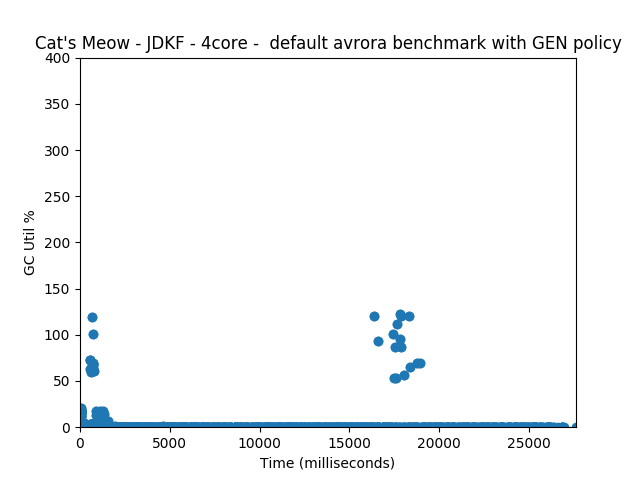 Cat's Meow - JDKF - 4core -  default avrora benchmark with GEN policy
400
350
300
250
200
150
100
50
0
GC Util %
0 5000 10000 15000 20000 25000
Time (milliseconds)